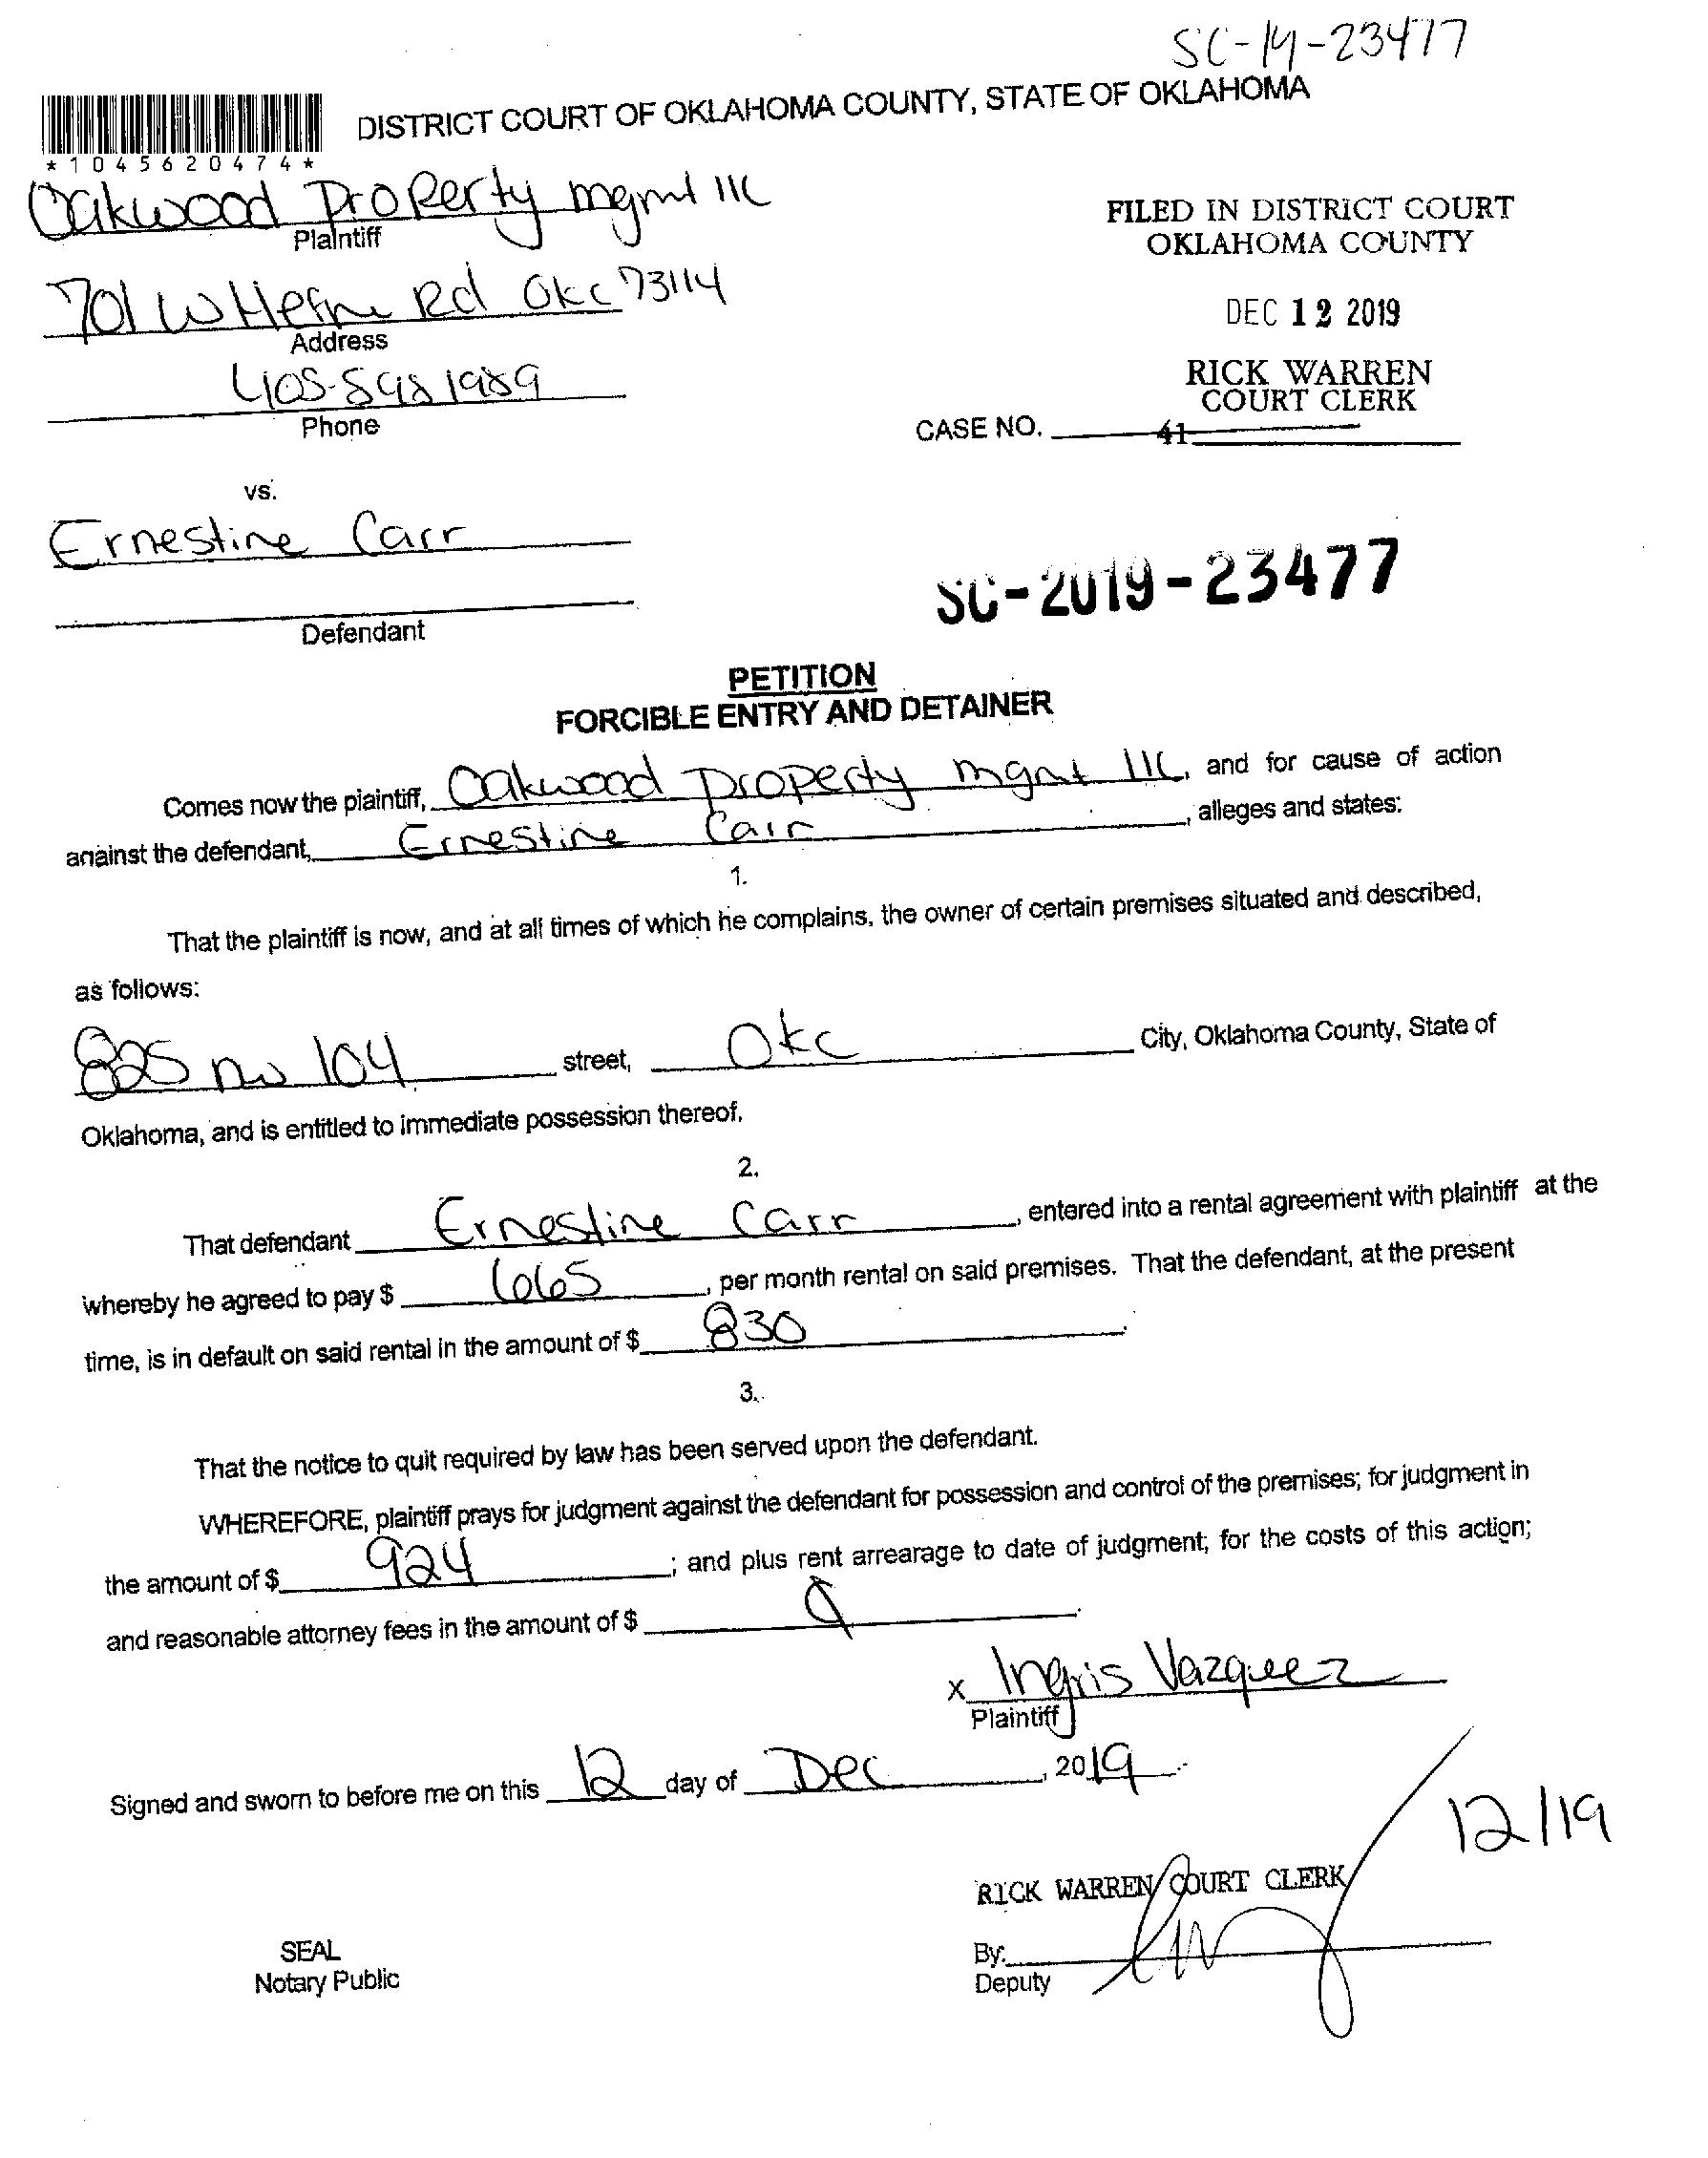 SC-19-23477
*1045620474*
DISTRICT COURT OF OKLAHOMA COUNTY, STATE OF OKLAHOMA
Oakwood Property mgmt llc
Plaintiff
FILED IN DISTRICT COURT
OKLAHOMA COUNTY
701 W Hefner Rd Okc 73114
Address
DEC 12 2019
RICK WARREN
COURT CLERK
405-5981989
Phone
CASE NO. 41
vs.
Ernestine Carr
SC-2019-23477
Defendant
PETITION
FORCIBLE ENTRY AND DETAINER
Comes now the plaintiff, Oakwood Property mgmt llc, and for cause of action
against the defendant, Ernestine Carr, alleges and states:
1.
That the plaintiff is now, and at all times of which he complains, the owner of certain premises situated and described,
as follows:
825 nw 104 street, Okc City, Oklahoma County, State of
Oklahoma, and is entitled to immediate possession thereof,
2.
That defendant Ernestine Carr, entered into a rental agreement with plaintiff at the
whereby he agreed to pay $ 665, per month rental on said premises. That the defendant, at the present
time, is in default on said rental in the amount of $ 830.
3.
That the notice to quit required by law has been served upon the defendant.
WHEREFORE, plaintiff prays for judgment against the defendant for possession and control of the premises; for judgment in
the amount of $ 924; and plus rent arrearage to date of judgment; for the costs of this action;
and reasonable attorney fees in the amount of $
x Ingris Vazquez
Plaintiff
Signed and sworn to before me on this 12 day of Dec, 2019
12/19
RICK WARREN COURT CLERK
SEAL
Notary Public
By:
Deputy